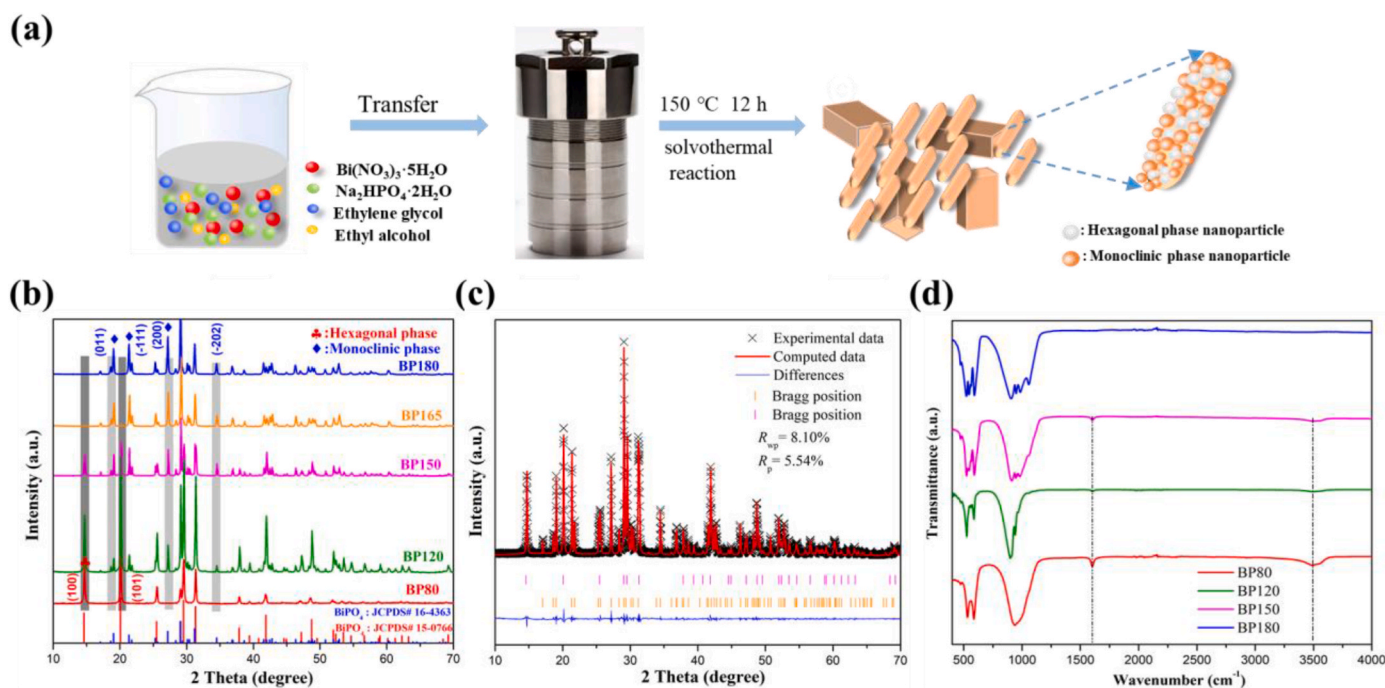 (a)
Transfer
150 °C 12 h
solvothermal
reaction
Bi(NO3)3·5H2O
Na2HPO4·2H2O
Ethylene glycol
Ethyl alcohol
: Hexagonal phase nanoparticle
: Monoclinic phase nanoparticle
(b)
(011)
(-111)
(200)
(-202)
♣:Hexagonal phase
♦:Monoclinic phase
BP180
BP165
BP150
BP120
BP80
(100)
(101)
BiPO4 : JCPDS# 16-4363
BiPO4 : JCPDS# 15-0766
Intensity (a.u.)
10 20 30 40 50 60 70
2 Theta (degree)
(c)
Experimental data
Computed data
Differences
Bragg position
Bragg position
Rwp = 8.10%
Rp = 5.54%
Intensity (a.u.)
10 20 30 40 50 60 70
2 Theta (degree)
(d)
Transmittance (a.u.)
BP80
BP120
BP150
BP180
500 1000 1500 2000 2500 3000 3500 4000
Wavenumber (cm-1)